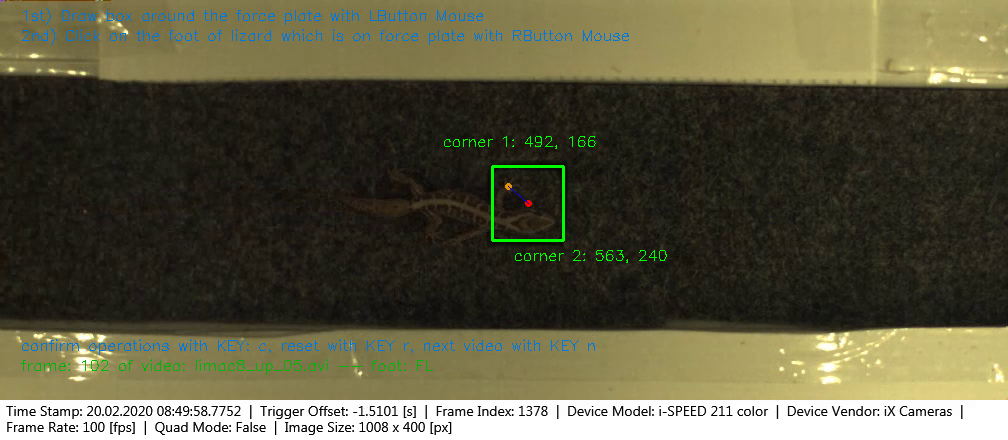 1st) Draw box around the force plate with LButton Mouse
2nd) Click on the foot of lizard which is on force plate with RButton Mouse
corner 1: 492, 166
corner 2: 563, 240
confirm operations with KEY: c, reset with KEY r, next video with KEY n
frame: 102 of video: limac8_up_05.avi -- foot: FL
Time Stamp: 20.02.2020 08:49:58.7752 | Trigger Offset: -1.5101 [s] | Frame Index: 1378 | Device Model: i-SPEED 211 color | Device Vendor: iX Cameras |
Frame Rate: 100 [fps] | Quad Mode: False | Image Size: 1008 x 400 [px]